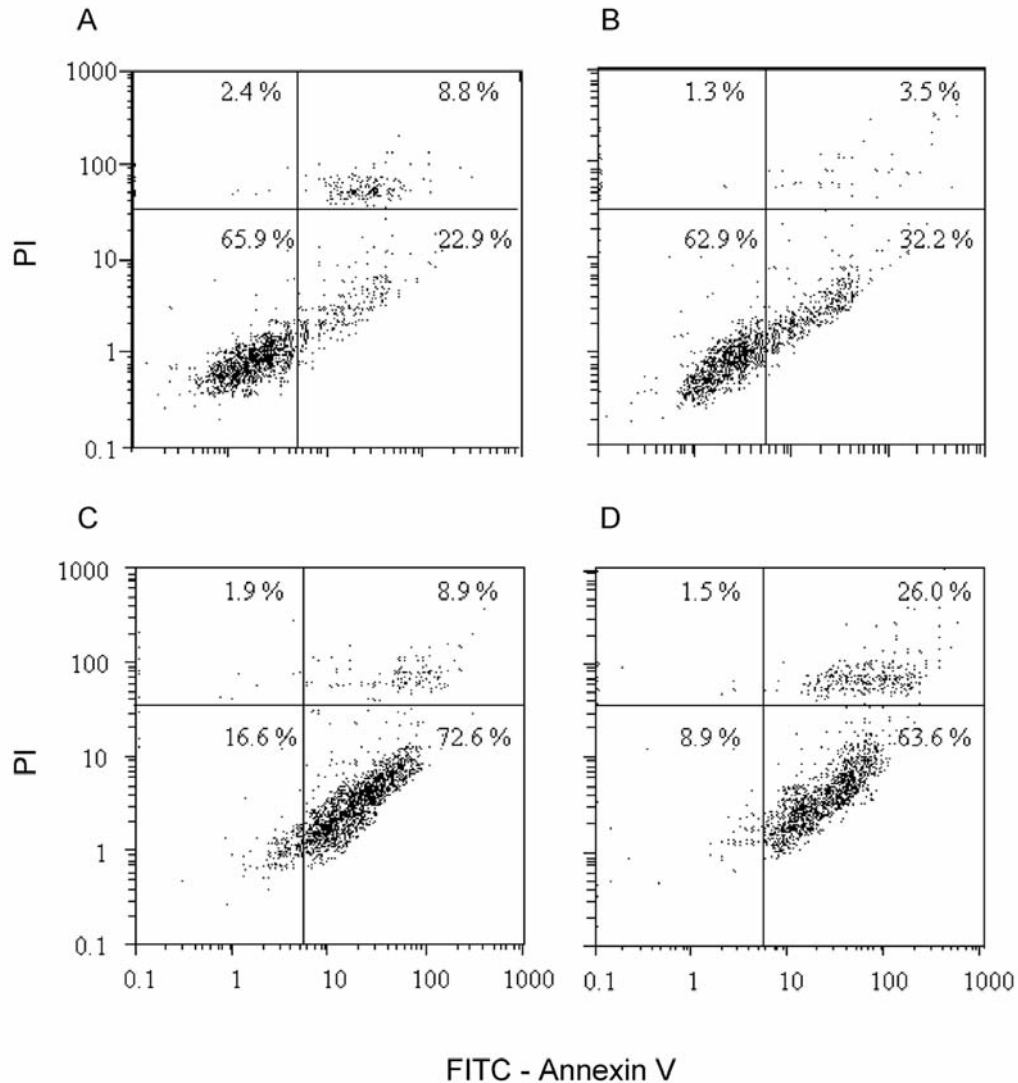 A
B
1000
2.4 %
8.8 %
1.3 %
3.5 %
100
PI
65.9 %
22.9 %
62.9 %
32.2 %
10
1
0.1
C
D
1000
1.9 %
8.9 %
1.5 %
26.0 %
100
PI
16.6 %
72.6 %
8.9 %
63.6 %
10
1
0.1
0.1 1 10 100 1000
0.1 1 10 100 1000
FITC - Annexin V